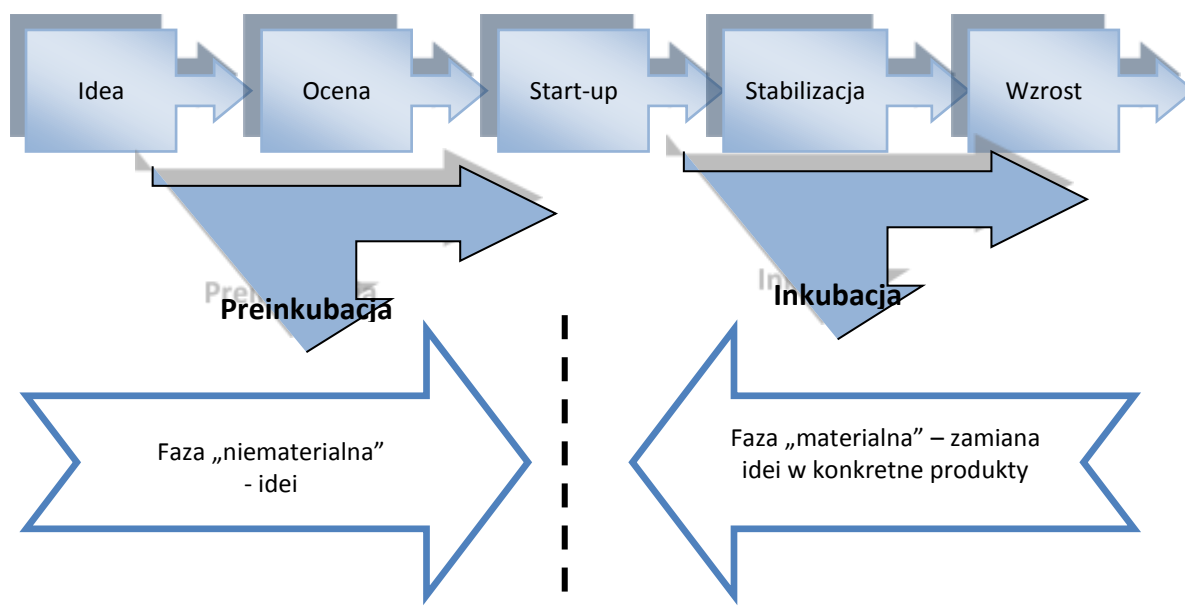 Idea
Ocena
Start-up
Stabilizacja
Wzrost
Preinkubacja
Inkubacja
Faza „niematerialna”
- idei
Faza „materialna” – zamiana
idei w konkretne produkty